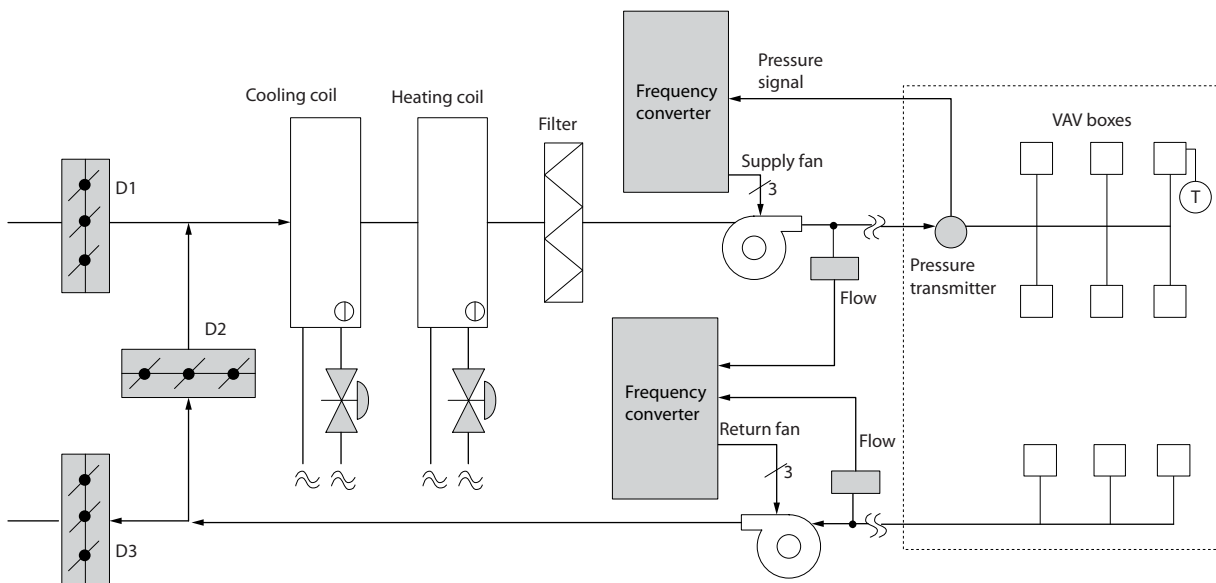 Cooling coil
Heating coil
Filter
Frequency
converter
Pressure
signal
VAV boxes
D1
Supply fan
3
T
Pressure
transmitter
Flow
D2
Frequency
converter
Return fan
Flow
3
D3